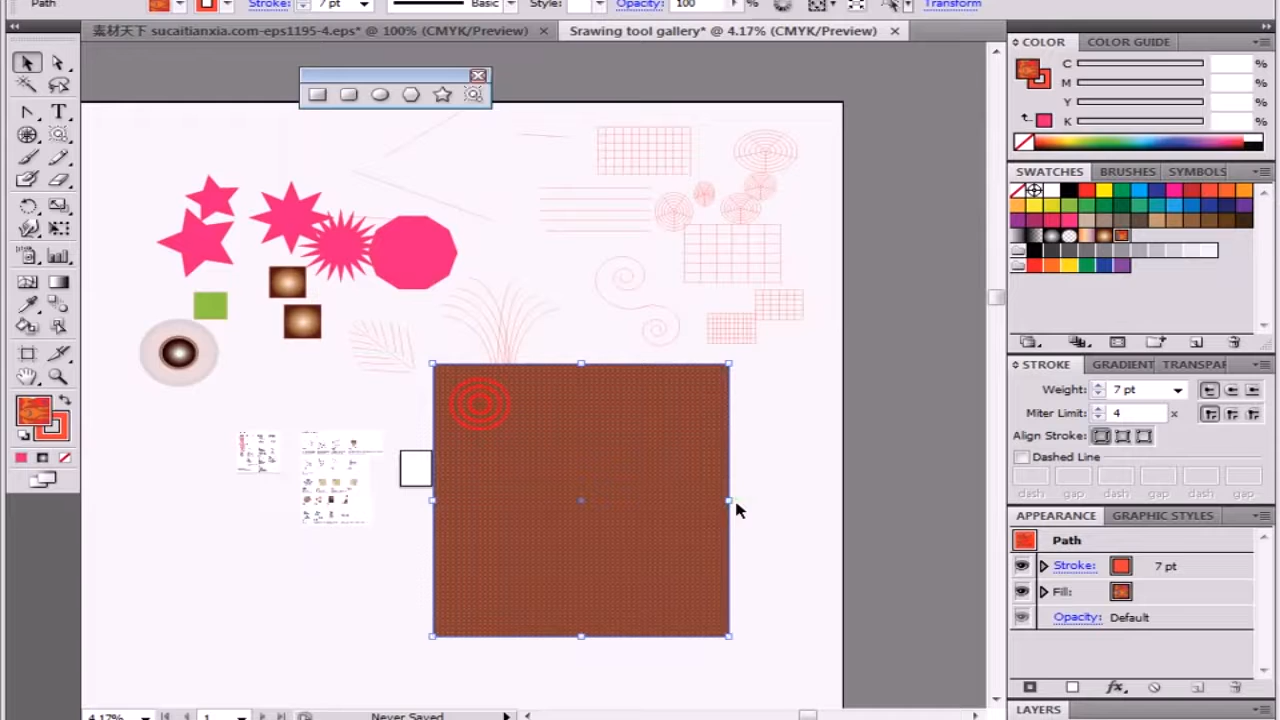 Path Stroke: 7 pt Basic Style: Opacity: 100 % Transform
素材天下 sucaitianxia.com-eps1195-4.eps* @ 100% (CMYK/Preview) Srawing tool gallery* @ 4.17% (CMYK/Preview)
COLOR COLOR GUIDE
C %
M %
Y %
K %
SWATCHES BRUSHES SYMBOLS
STROKE GRADIENT TRANSPAR
Weight: 7 pt
Miter Limit: 4 x
Align Stroke:
Dashed Line
dash gap dash gap dash gap
APPEARANCE GRAPHIC STYLES
Path
Stroke: 7 pt
Fill:
Opacity: Default
LAYERS
4.17% 1 Never Saved